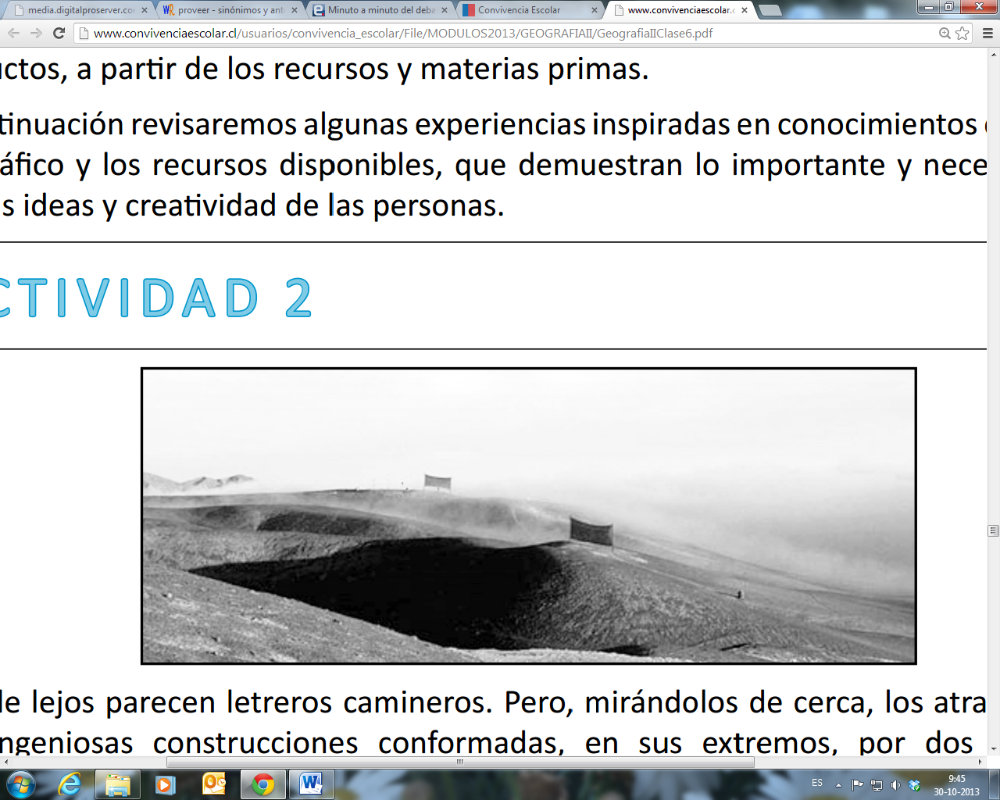 media.digitalproserver.co
proveer - sinónimos y anti
Minuto a minuto del deba
Convivencia Escolar
www.convivenciaescolar.c
www.convivenciaescolar.cl/usuarios/convivencia_escolar/File/MODULOS2013/GEOGRAFIAII/GeografiaIIClase6.pdf
uctos, a partir de los recursos y materias primas.
tinuación revisaremos algunas experiencias inspiradas en conocimientos
áfico y los recursos disponibles, que demuestran lo importante y nece
s ideas y creatividad de las personas.
CTIVIDAD 2
de lejos parecen letreros camineros. Pero, mirándolos de cerca, los atra
ngeniosas construcciones conformadas, en sus extremos, por dos
ES
9:45
30-10-2013